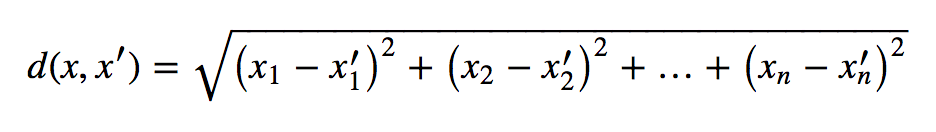 d(x, x′) = √(x₁ − x′₁)² + (x₂ − x′₂)² + … + (xₙ − x′ₙ)²